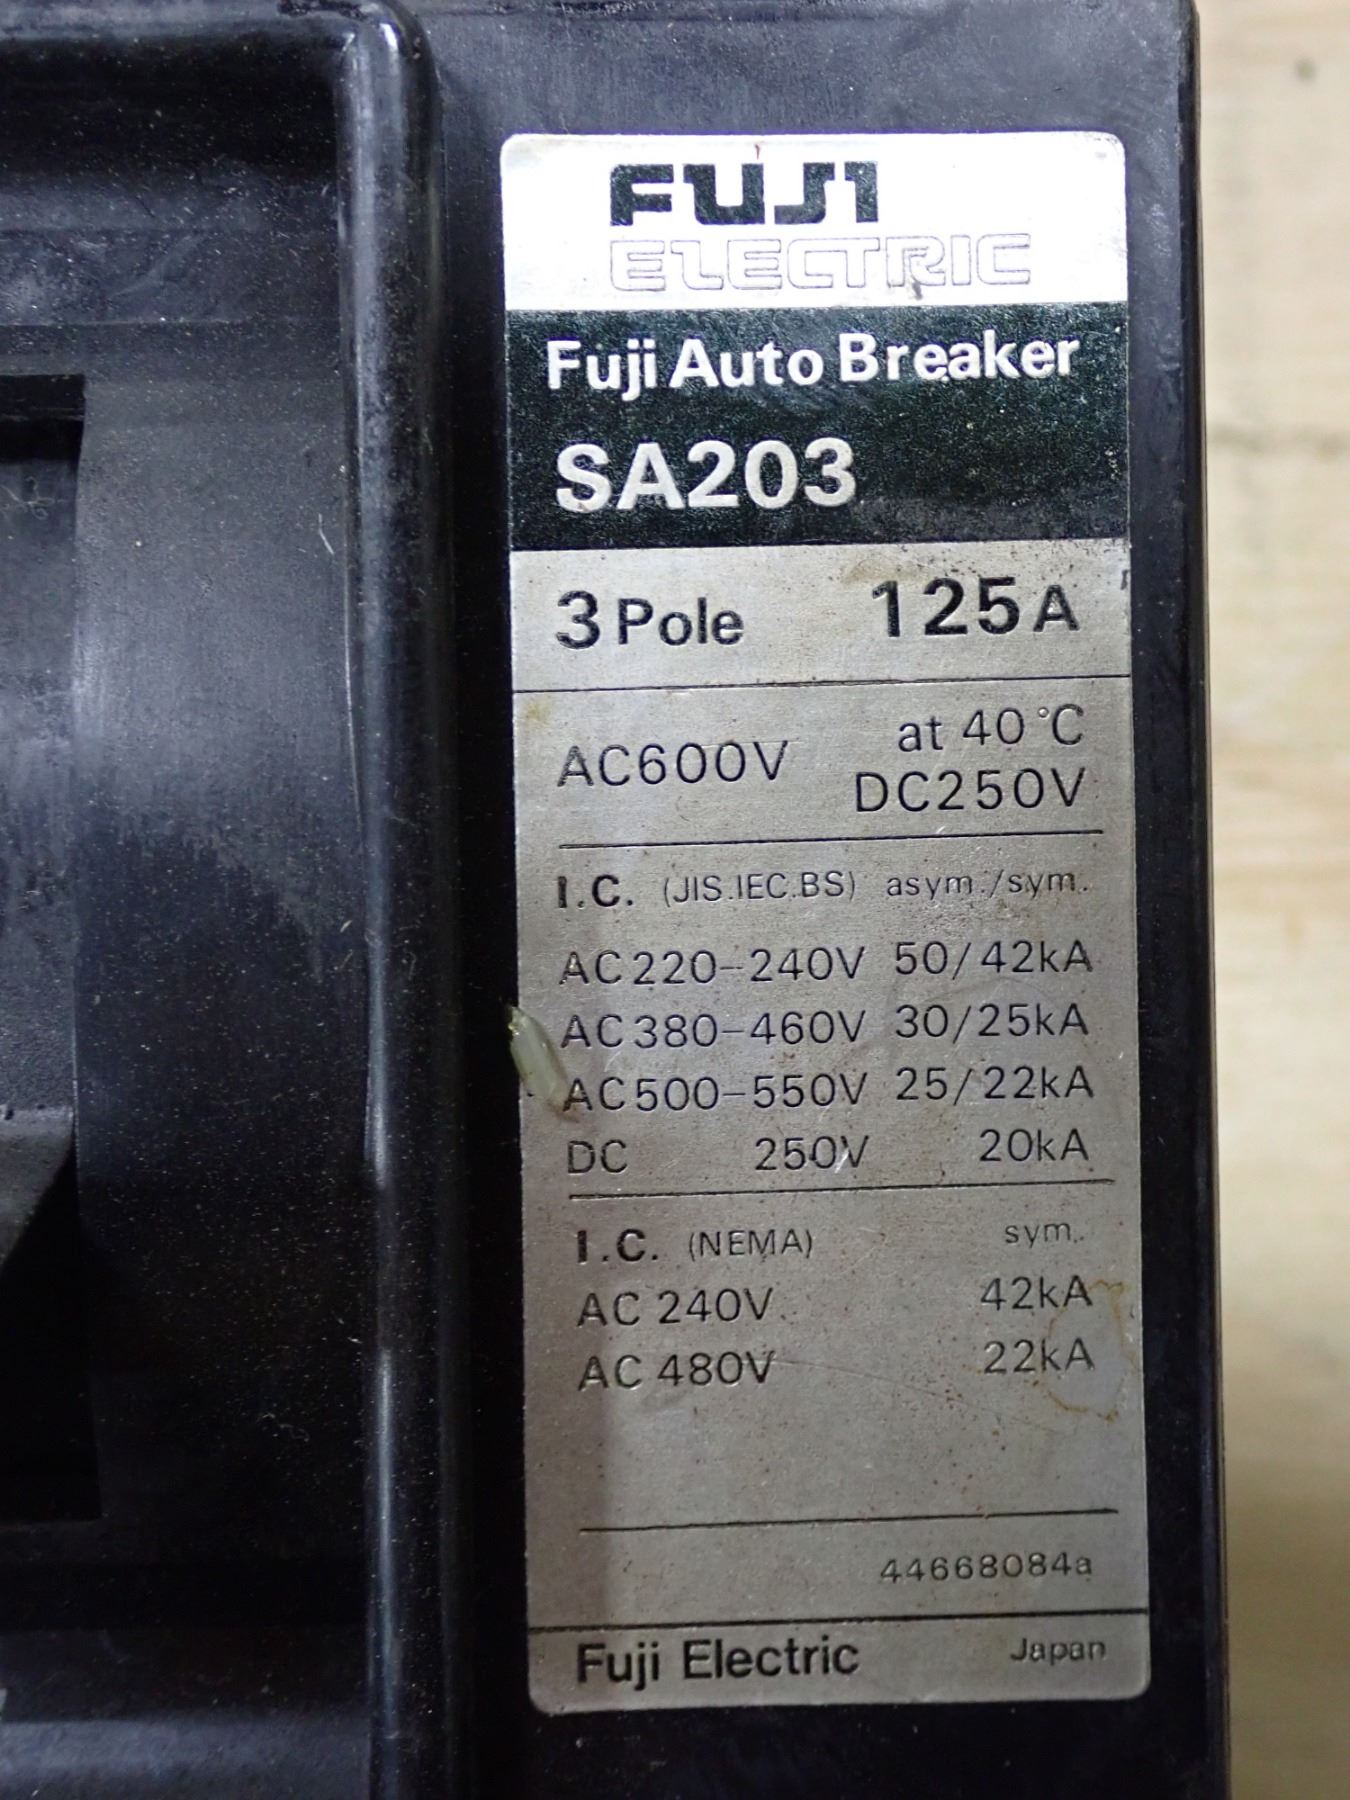 FUJI
ELECTRIC
Fuji Auto Breaker
SA203
3 Pole 125A
at 40 °C
AC600V DC250V
I.C. (JIS.IEC.BS) asym./sym.
AC220-240V 50/42kA
AC380-460V 30/25kA
AC500-550V 25/22kA
DC 250V 20kA
I.C. (NEMA) sym.
AC 240V 42kA
AC 480V 22kA
44668084a
Fuji Electric Japan